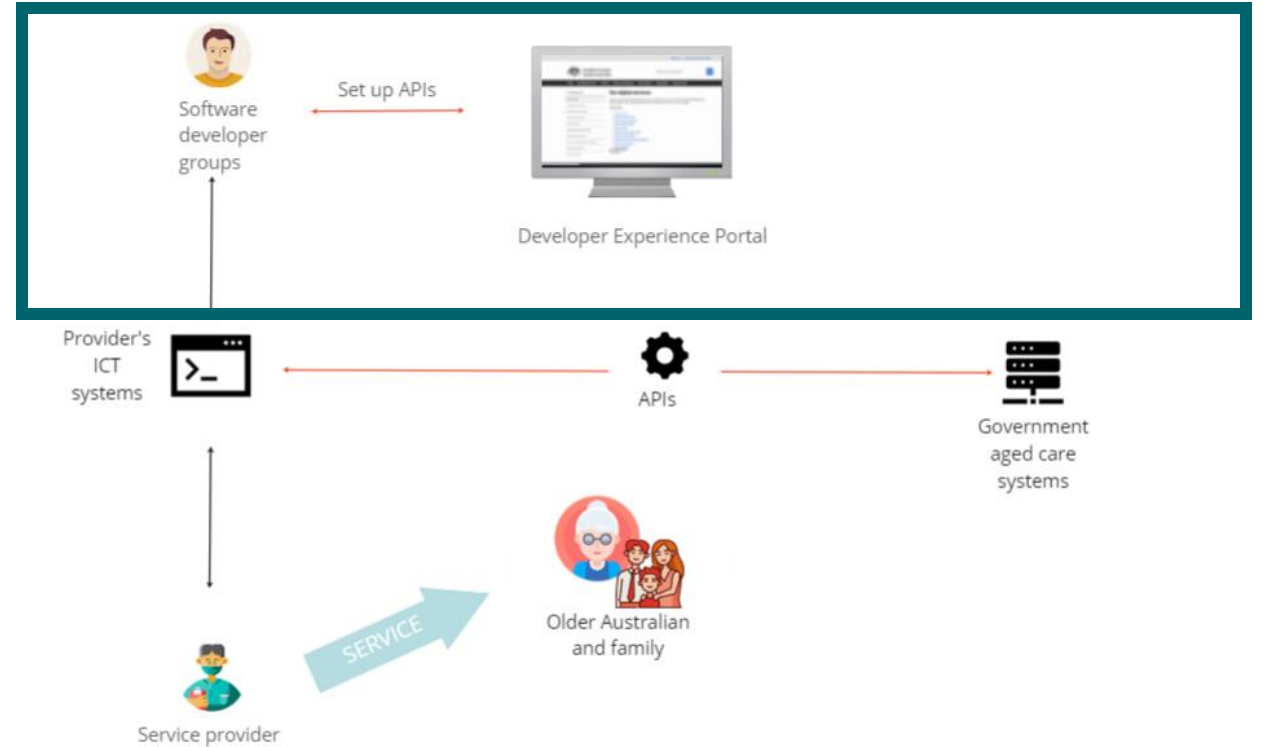 Set up APIs
Software
developer
groups
Developer Experience Portal
Provider's
ICT
systems
>_
APIs
Government
aged care
systems
SERVICE
Older Australian
and family
Service provider